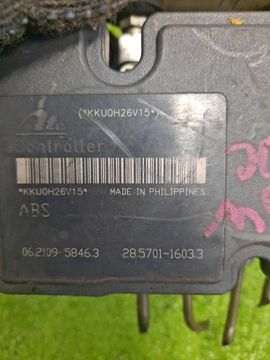 (*KKU0H26V15*)
ate
Controller
*KKU0H26V15*
MADE IN PHILIPPINES
ABS
06.2109-5846.3 28.5701-1603.3